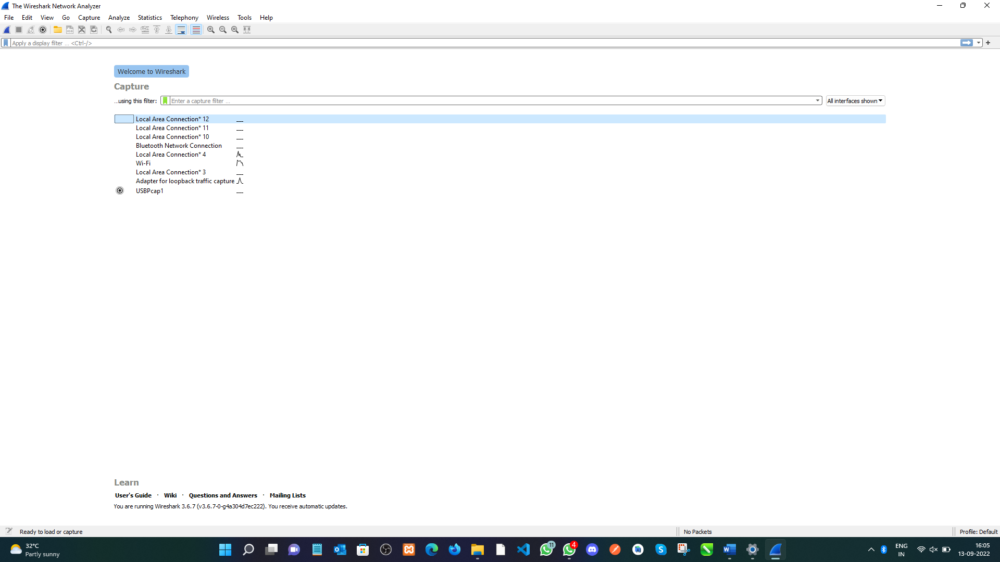 The Wireshark Network Analyzer
File Edit View Go Capture Analyze Statistics Telephony Wireless Tools Help
Apply a display filter ... <Ctrl-/>
Welcome to Wireshark
Capture
...using this filter: Enter a capture filter ... All interfaces shown
Local Area Connection* 12
Local Area Connection* 11
Local Area Connection* 10
Bluetooth Network Connection
Local Area Connection* 4
Wi-Fi
Local Area Connection* 3
Adapter for loopback traffic capture
USBPcap1
Learn
User's Guide · Wiki · Questions and Answers · Mailing Lists
You are running Wireshark 3.6.7 (v3.6.7-0-g4a304d7ec222). You receive automatic updates.
Ready to load or capture No Packets Profile: Default
32°C
Partly sunny
11
4
ENG
IN
16:05
13-09-2022